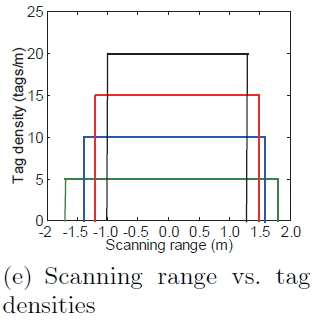 25
20
15
10
5
0
Tag density (tags/m)
-2 -1.5 -1.0 -0.5 0.0 0.5 1.0 1.5 2.0
Scanning range (m)
(e) Scanning range vs. tag
densities